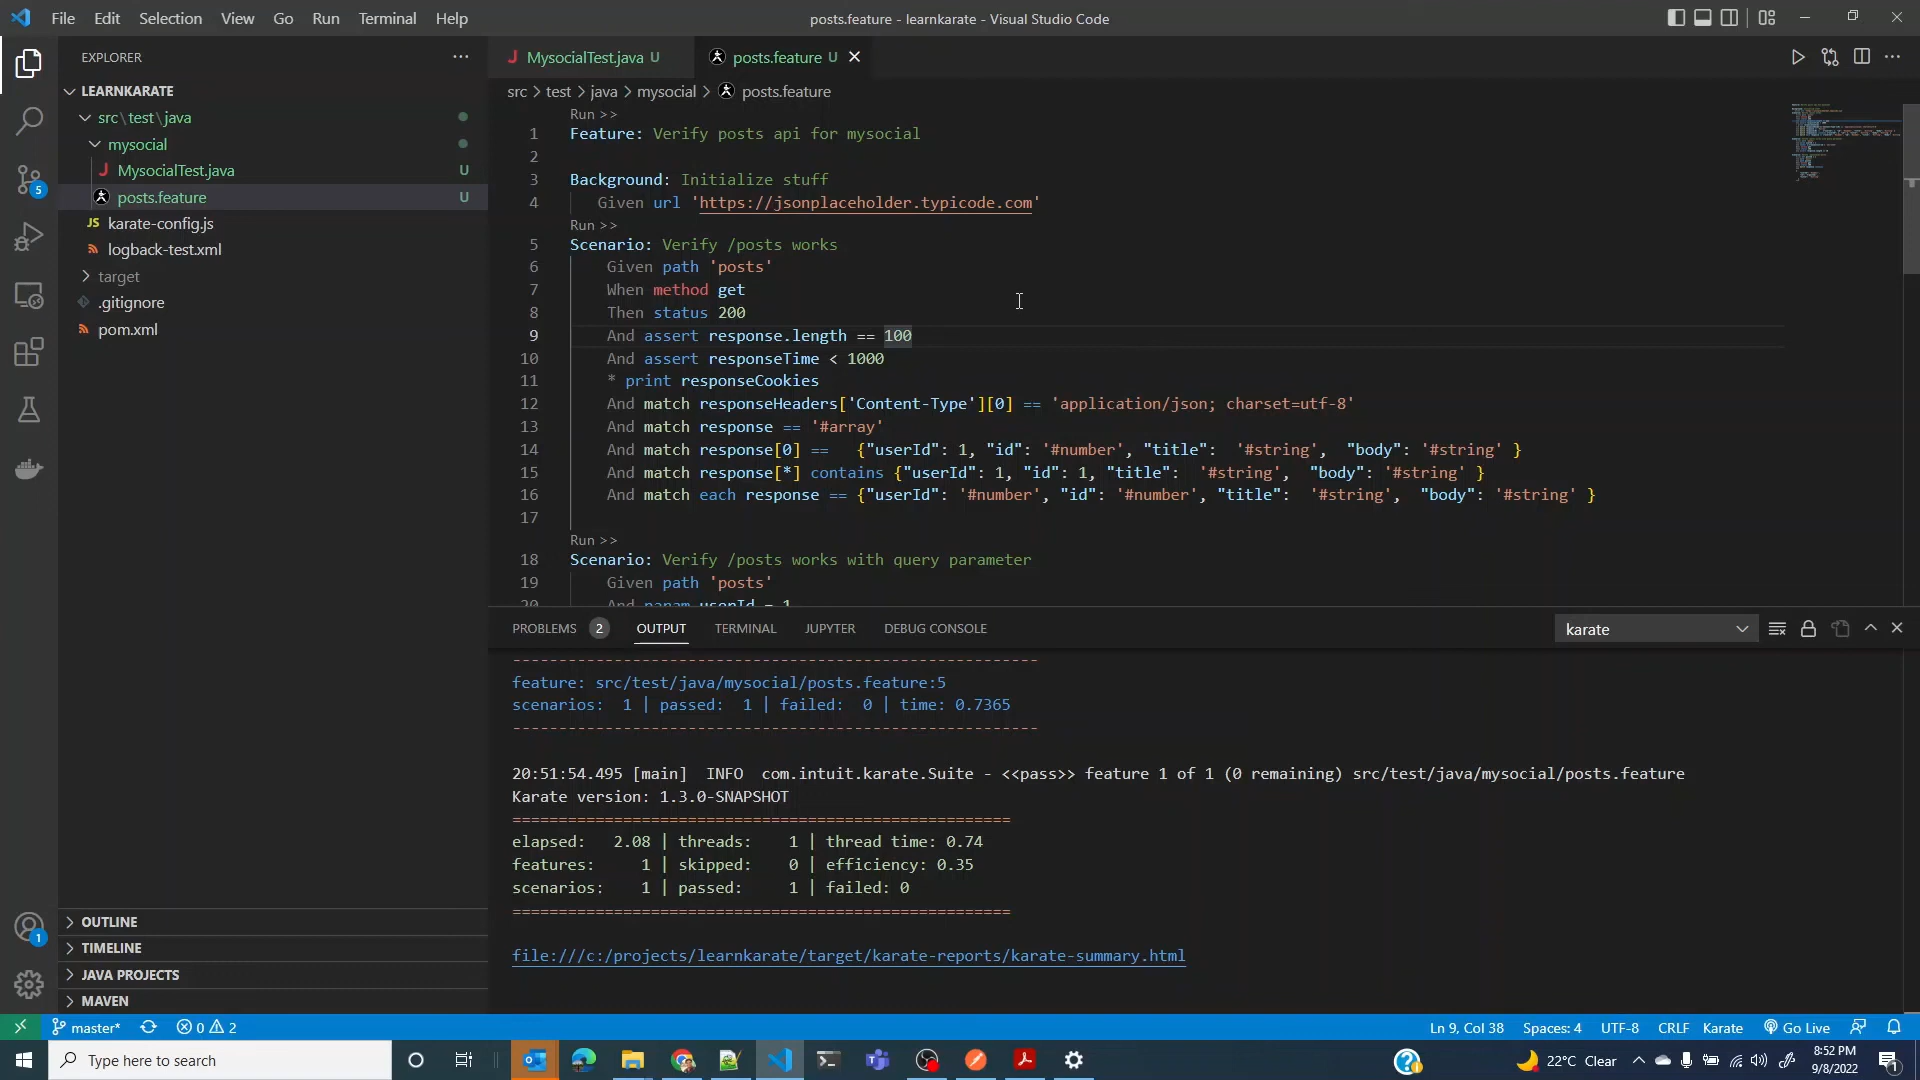 File Edit Selection View Go Run Terminal Help
posts.feature - learnkarate - Visual Studio Code
EXPLORER
MysocialTest.java U
posts.feature U
LEARNKARATE
src\test\java
mysocial
MysocialTest.java U
posts.feature U
karate-config.js
logback-test.xml
target
.gitignore
pom.xml
src > test > java > mysocial > posts.feature
Run >>
1 Feature: Verify posts api for mysocial
2
3 Background: Initialize stuff
4 Given url 'https://jsonplaceholder.typicode.com'
Run >>
5 Scenario: Verify /posts works
6 Given path 'posts'
7 When method get
8 Then status 200
9 And assert response.length == 100
10 And assert responseTime < 1000
11 * print responseCookies
12 And match responseHeaders['Content-Type'][0] == 'application/json; charset=utf-8'
13 And match response == '#array'
14 And match response[0] ==   {"userId": 1, "id": '#number', "title":  '#string',  "body": '#string' }
15 And match response[*] contains {"userId": 1, "id": 1, "title":  '#string',  "body": '#string' }
16 And match each response == {"userId": '#number', "id": '#number', "title":  '#string',  "body": '#string' }
17
Run >>
18 Scenario: Verify /posts works with query parameter
19 Given path 'posts'
20 And param userId = 1
PROBLEMS 2 OUTPUT TERMINAL JUPYTER DEBUG CONSOLE
karate
---------------------------------------------------------
feature: src/test/java/mysocial/posts.feature:5
scenarios:  1 | passed:  1 | failed:  0 | time: 0.7365
---------------------------------------------------------
20:51:54.495 [main]  INFO  com.intuit.karate.Suite - <<pass>> feature 1 of 1 (0 remaining) src/test/java/mysocial/posts.feature
Karate version: 1.3.0-SNAPSHOT
======================================================
elapsed:   2.08 | threads:    1 | thread time: 0.74
features:     1 | skipped:    0 | efficiency: 0.35
scenarios:    1 | passed:     1 | failed: 0
======================================================
file:///c:/projects/learnkarate/target/karate-reports/karate-summary.html
OUTLINE
TIMELINE
JAVA PROJECTS
MAVEN
5
1
master* 0 2
Ln 9, Col 38 Spaces: 4 UTF-8 CRLF Karate Go Live
Type here to search
22°C Clear
8:52 PM
9/8/2022
1